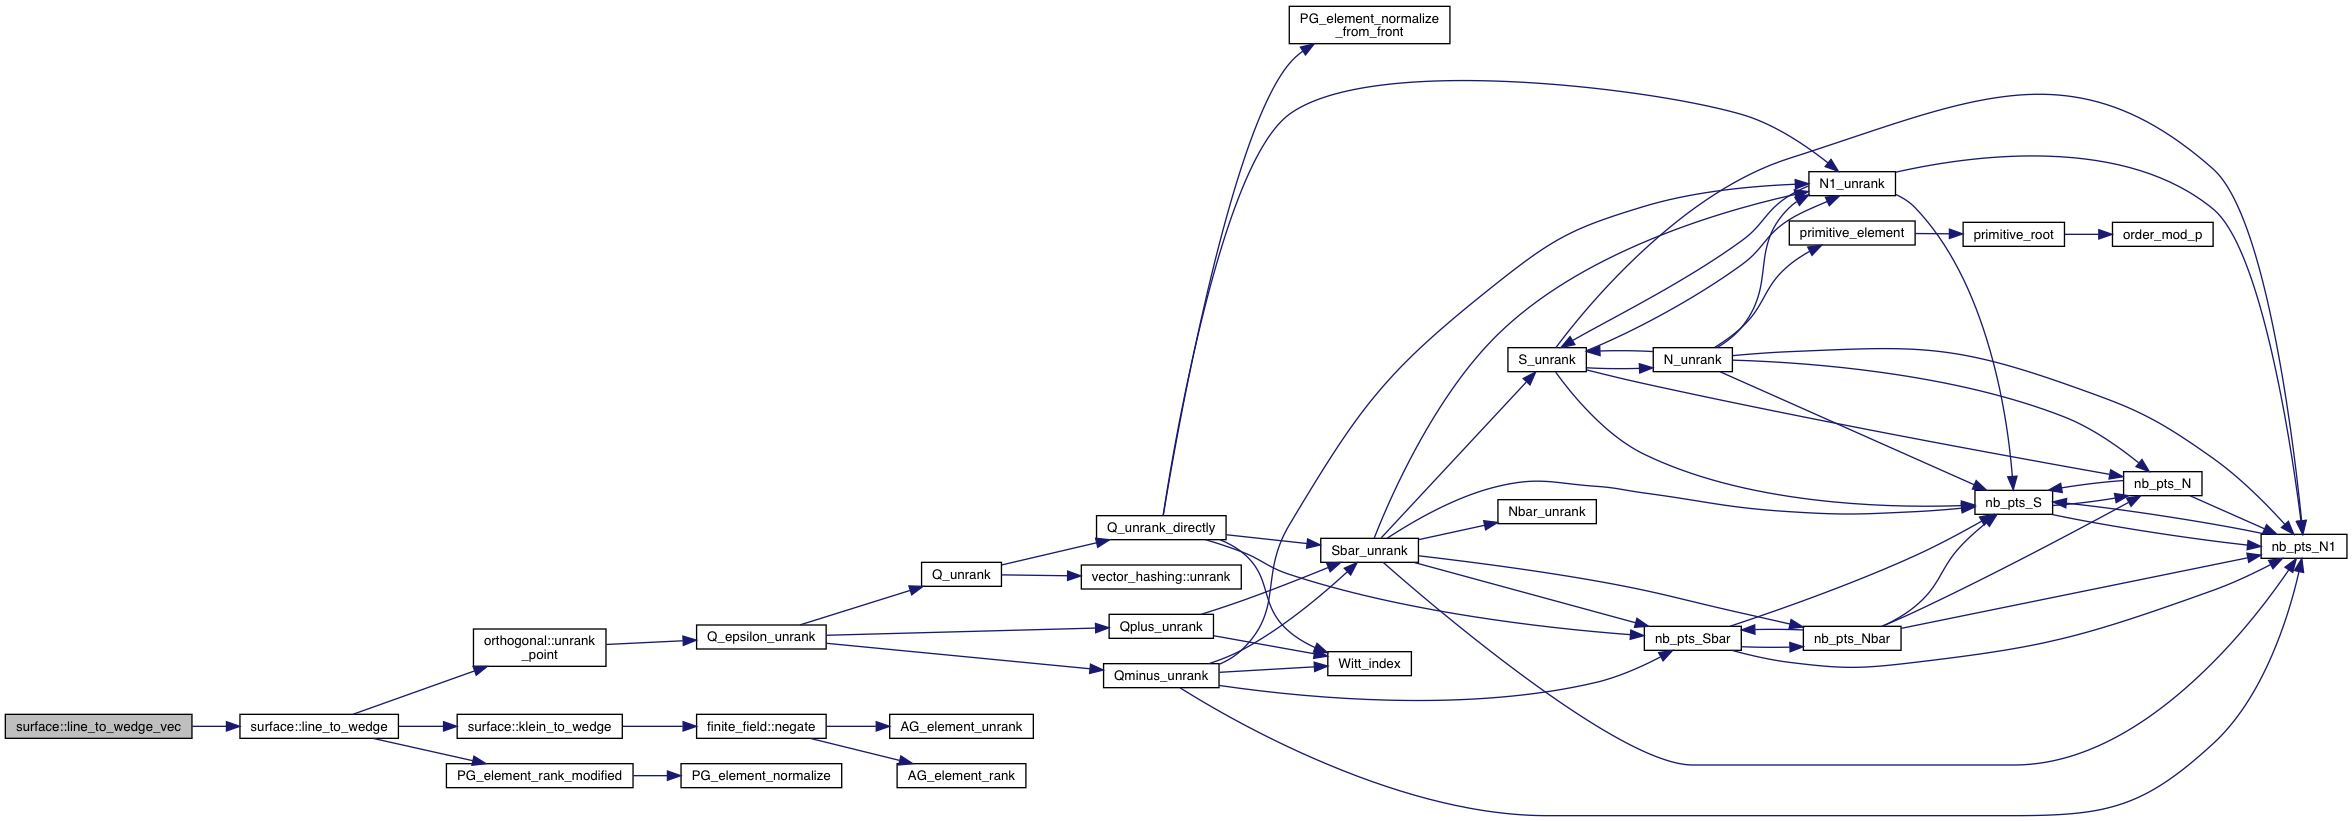 PG_element_normalize
_from_front
N1_unrank
primitive_element
primitive_root
order_mod_p
S_unrank
N_unrank
nb_pts_N
nb_pts_S
Nbar_unrank
Q_unrank_directly
Sbar_unrank
nb_pts_N1
Q_unrank
vector_hashing::unrank
Qplus_unrank
orthogonal::unrank
_point
Q_epsilon_unrank
nb_pts_Sbar
nb_pts_Nbar
Witt_index
Qminus_unrank
surface::line_to_wedge_vec
surface::line_to_wedge
surface::klein_to_wedge
finite_field::negate
AG_element_unrank
PG_element_rank_modified
PG_element_normalize
AG_element_rank